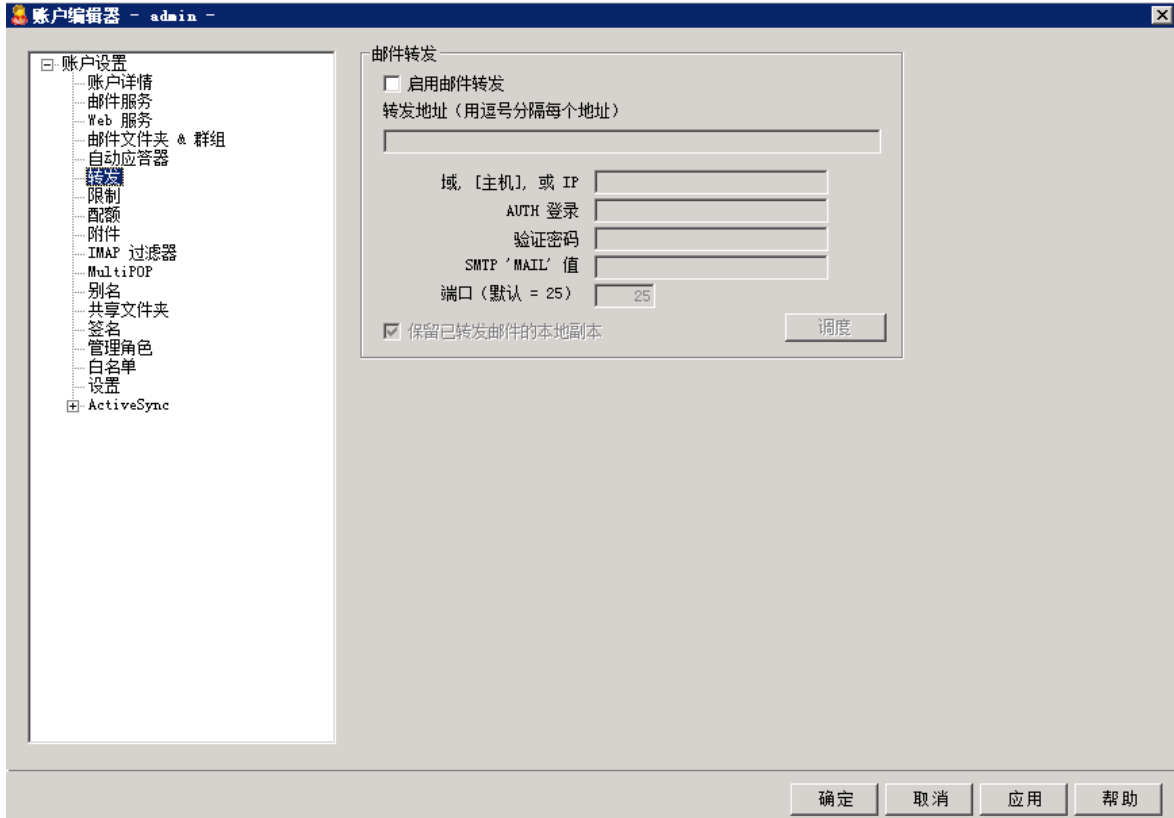 账户编辑器 - admin -
账户设置
账户详情
邮件服务
Web 服务
邮件文件夹 & 群组
自动应答器
转发
限制
配额
附件
IMAP 过滤器
MultiPOP
别名
共享文件夹
签名
管理角色
白名单
设置
ActiveSync
邮件转发
启用邮件转发
转发地址（用逗号分隔每个地址）
域, [主机], 或 IP
AUTH 登录
验证密码
SMTP 'MAIL' 值
端口（默认 = 25） 25
保留已转发邮件的本地副本 调度
确定 取消 应用 帮助